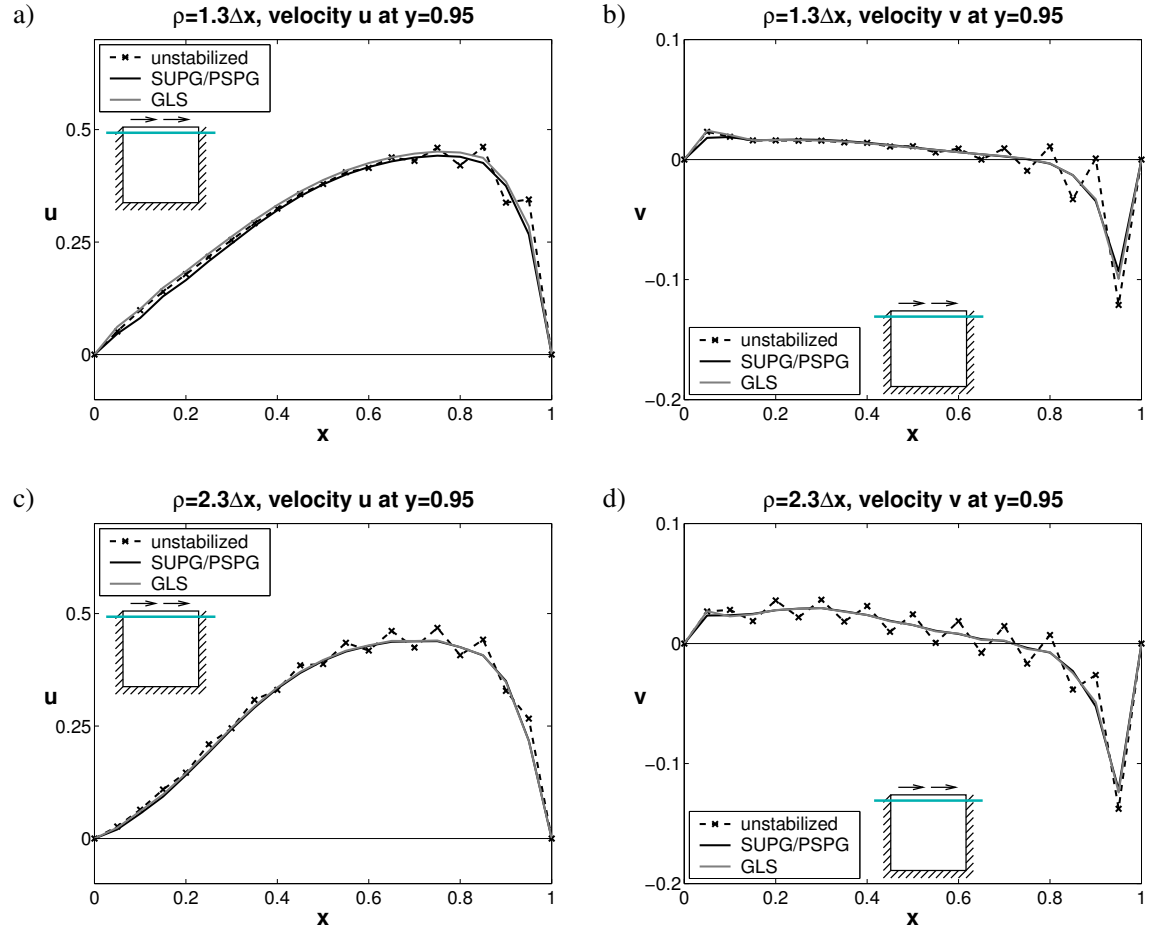 a)
ρ=1.3Δx, velocity u at y=0.95
unstabilized
SUPG/PSPG
GLS
0.5
0.25
0
u
0 0.2 0.4 0.6 0.8 1
x
b)
ρ=1.3Δx, velocity v at y=0.95
0.1
0
−0.1
−0.2
v
unstabilized
SUPG/PSPG
GLS
0 0.2 0.4 0.6 0.8 1
x
c)
ρ=2.3Δx, velocity u at y=0.95
unstabilized
SUPG/PSPG
GLS
0.5
0.25
0
u
0 0.2 0.4 0.6 0.8 1
x
d)
ρ=2.3Δx, velocity v at y=0.95
0.1
0
−0.1
−0.2
v
unstabilized
SUPG/PSPG
GLS
0 0.2 0.4 0.6 0.8 1
x